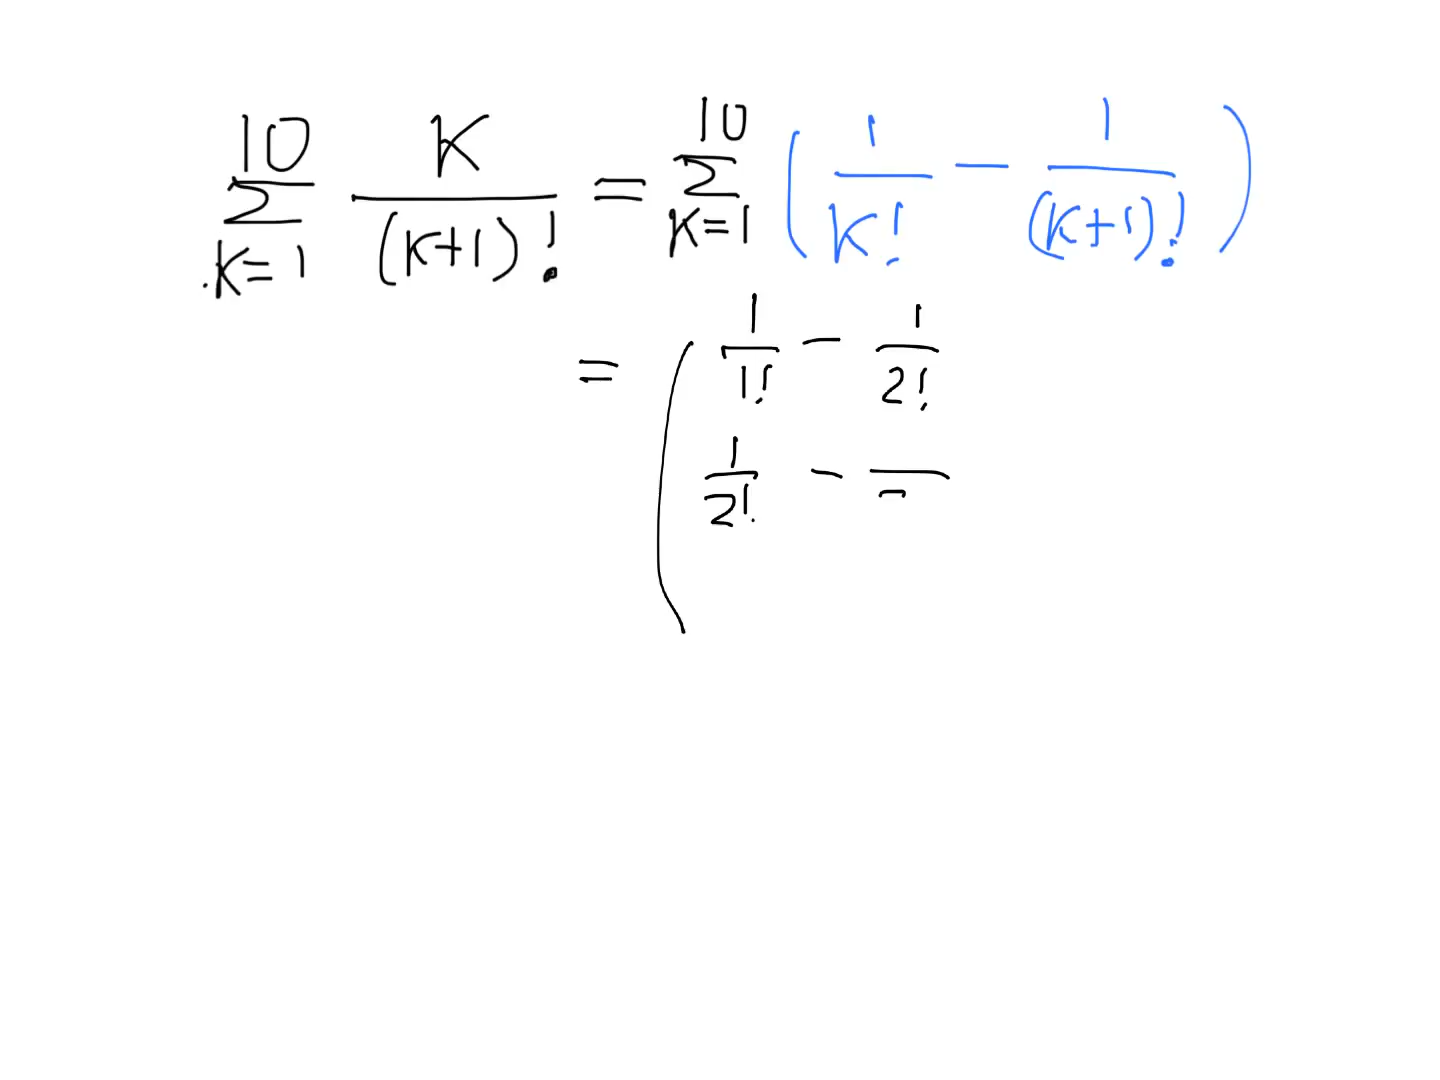 10∑k=1 K/(K+1)! = 10∑K=1 (1/K! − 1/(K+1)!)
= ( 1/1! − 1/2!
1/2! −